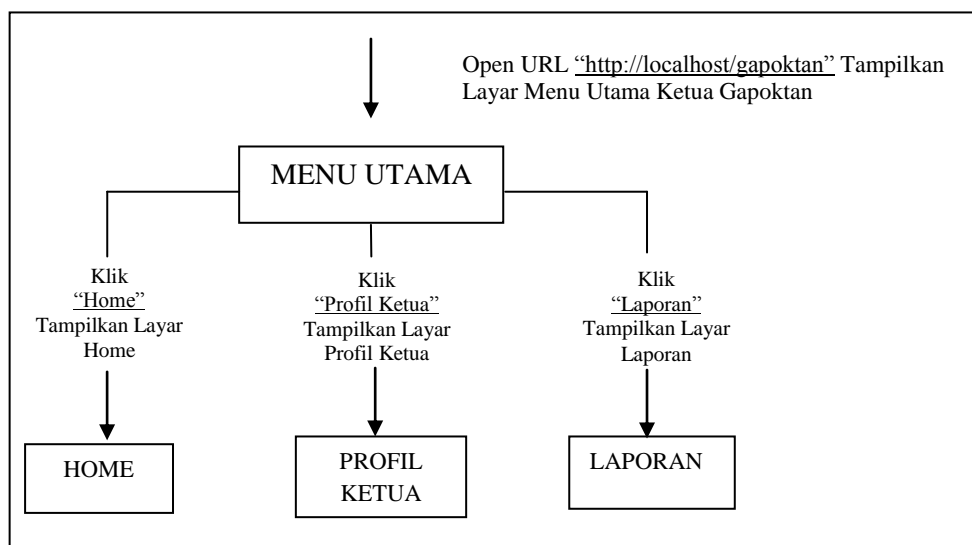 Open URL “http://localhost/gapoktan” Tampilkan
Layar Menu Utama Ketua Gapoktan
MENU UTAMA
Klik
“Home”
Tampilkan Layar
Home
Klik
“Profil Ketua”
Tampilkan Layar
Profil Ketua
Klik
“Laporan”
Tampilkan Layar
Laporan
HOME
PROFIL
KETUA
LAPORAN